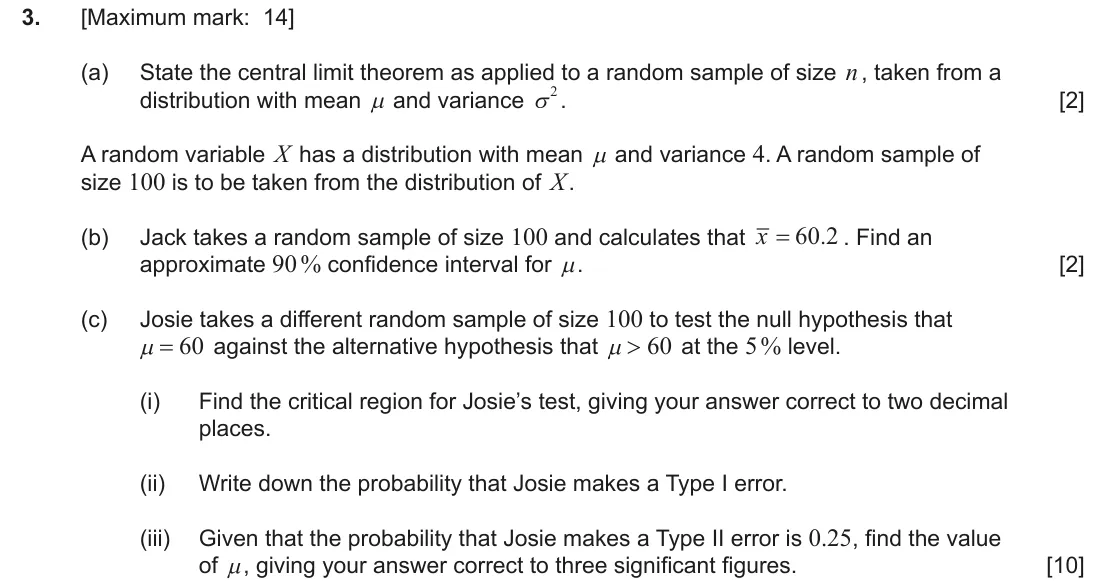 3. [Maximum mark: 14]
(a) State the central limit theorem as applied to a random sample of size n, taken from a
distribution with mean μ and variance σ². [2]
A random variable X has a distribution with mean μ and variance 4. A random sample of
size 100 is to be taken from the distribution of X.
(b) Jack takes a random sample of size 100 and calculates that x̄ = 60.2. Find an
approximate 90% confidence interval for μ. [2]
(c) Josie takes a different random sample of size 100 to test the null hypothesis that
μ = 60 against the alternative hypothesis that μ > 60 at the 5% level.
(i) Find the critical region for Josie’s test, giving your answer correct to two decimal
places.
(ii) Write down the probability that Josie makes a Type I error.
(iii) Given that the probability that Josie makes a Type II error is 0.25, find the value
of μ, giving your answer correct to three significant figures. [10]